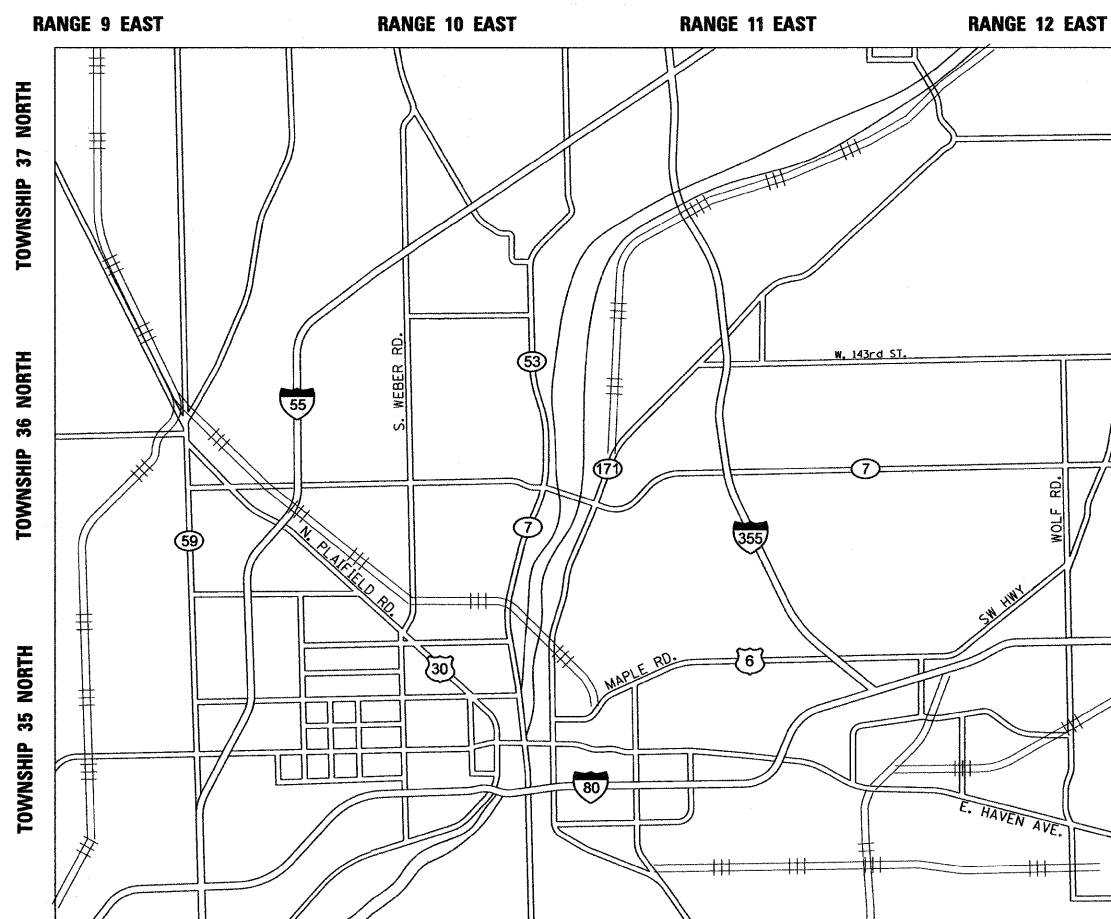 RANGE 9 EAST
RANGE 10 EAST
RANGE 11 EAST
RANGE 12 EAST
TOWNSHIP 37 NORTH
TOWNSHIP 36 NORTH
TOWNSHIP 35 NORTH
S. WEBER RD.
53
W. 143rd ST.
55
171
7
WOLF RD.
59
7
355
N. PLAIFIELD RD.
SW HWY
30
MAPLE RD.
6
80
E. HAVEN AVE.